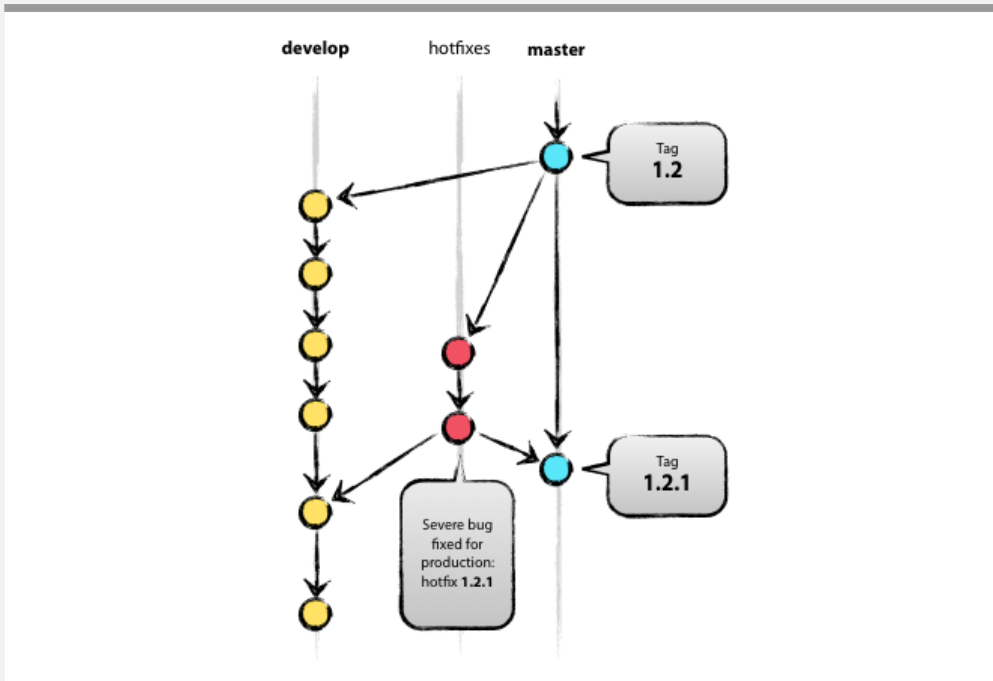 develop
hotfixes
master
Tag
1.2
Tag
1.2.1
Severe bug
fixed for
production:
hotfix 1.2.1